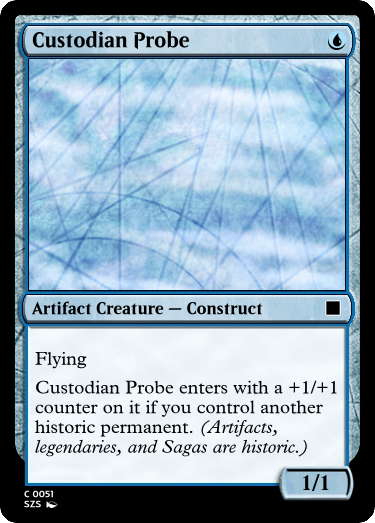 Custodian Probe
Artifact Creature — Construct
Flying
Custodian Probe enters with a +1/+1
counter on it if you control another
historic permanent. (Artifacts,
legendaries, and Sagas are historic.)
1/1
C 0051
SZS